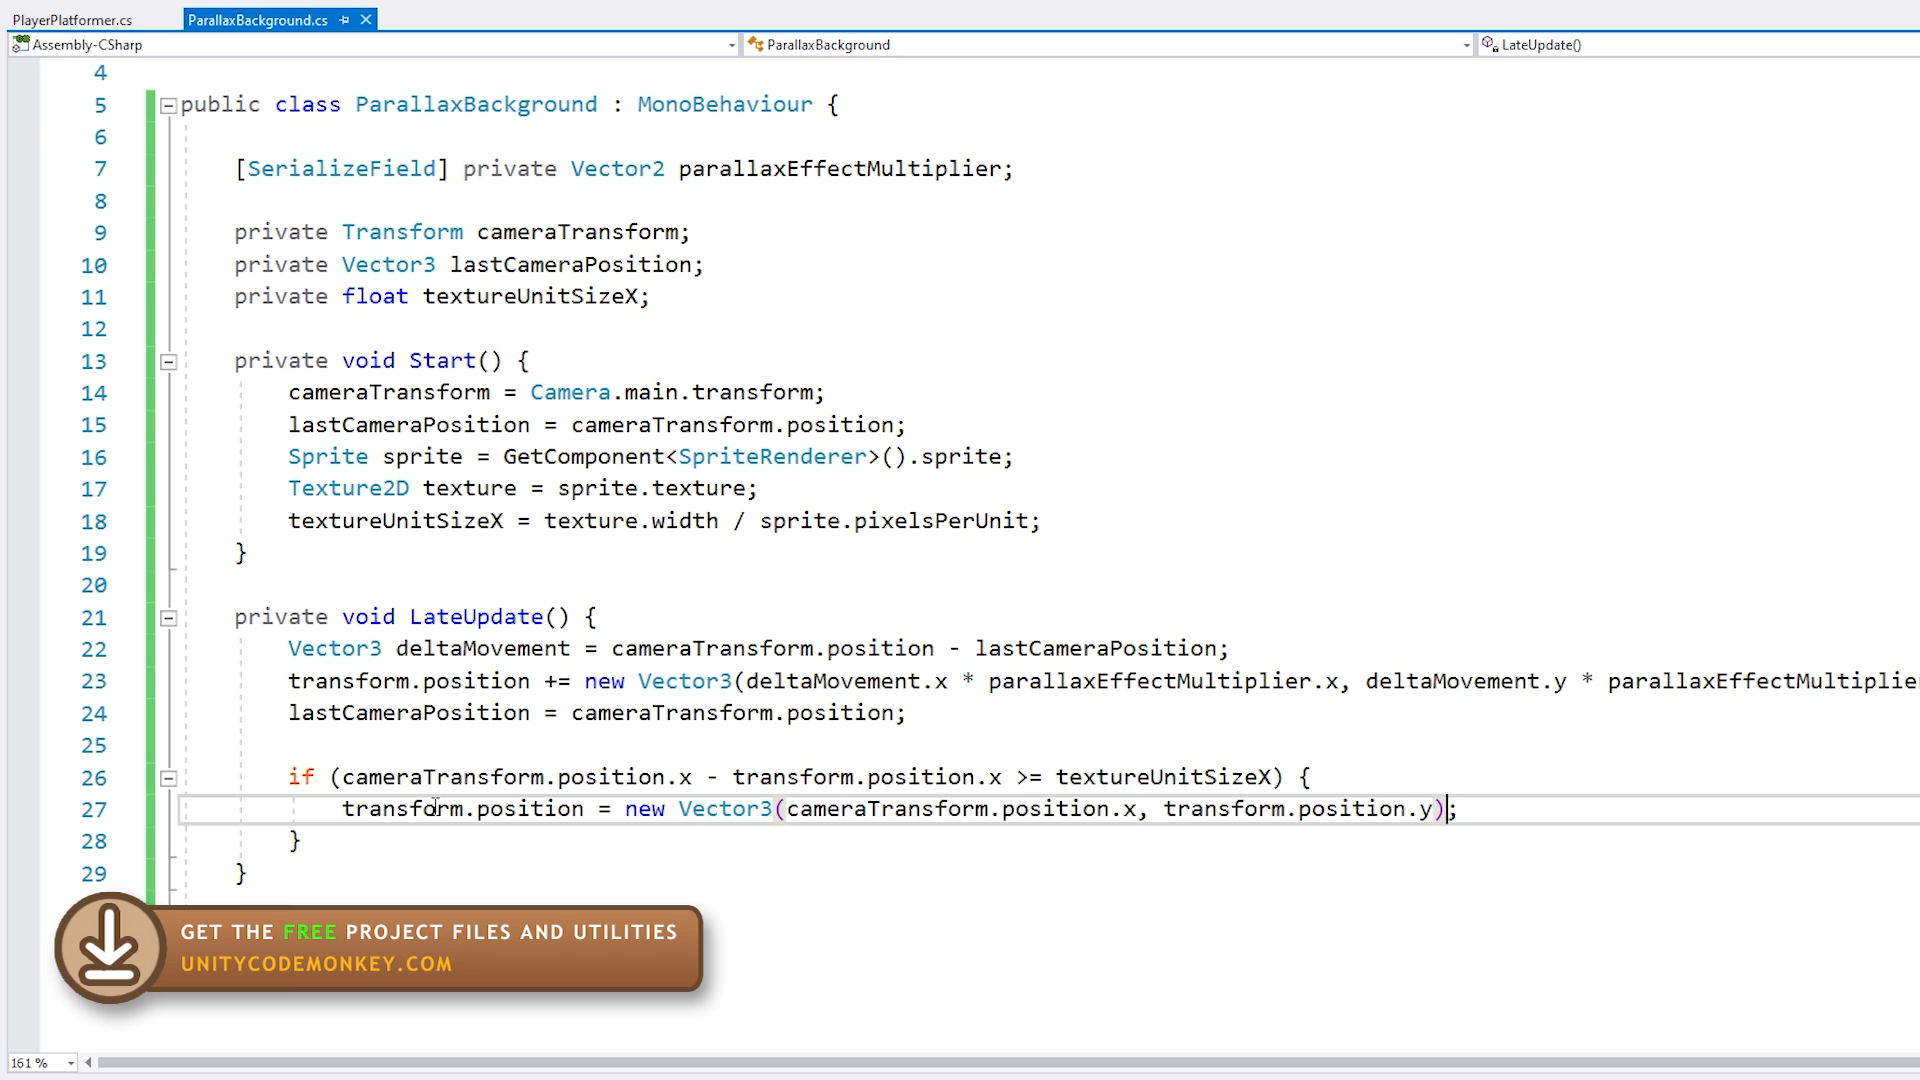 PlayerPlatformer.cs ParallaxBackground.cs
Assembly-CSharp ParallaxBackground LateUpdate()
4
5 public class ParallaxBackground : MonoBehaviour {
6
7 [SerializeField] private Vector2 parallaxEffectMultiplier;
8
9 private Transform cameraTransform;
10 private Vector3 lastCameraPosition;
11 private float textureUnitSizeX;
12
13 private void Start() {
14 cameraTransform = Camera.main.transform;
15 lastCameraPosition = cameraTransform.position;
16 Sprite sprite = GetComponent<SpriteRenderer>().sprite;
17 Texture2D texture = sprite.texture;
18 textureUnitSizeX = texture.width / sprite.pixelsPerUnit;
19 }
20
21 private void LateUpdate() {
22 Vector3 deltaMovement = cameraTransform.position - lastCameraPosition;
23 transform.position += new Vector3(deltaMovement.x * parallaxEffectMultiplier.x, deltaMovement.y * parallaxEffectMultiplie
24 lastCameraPosition = cameraTransform.position;
25
26 if (cameraTransform.position.x - transform.position.x >= textureUnitSizeX) {
27 transform.position = new Vector3(cameraTransform.position.x, transform.position.y);
28 }
29 }
GET THE FREE PROJECT FILES AND UTILITIES
UNITYCODEMONKEY.COM
161 %